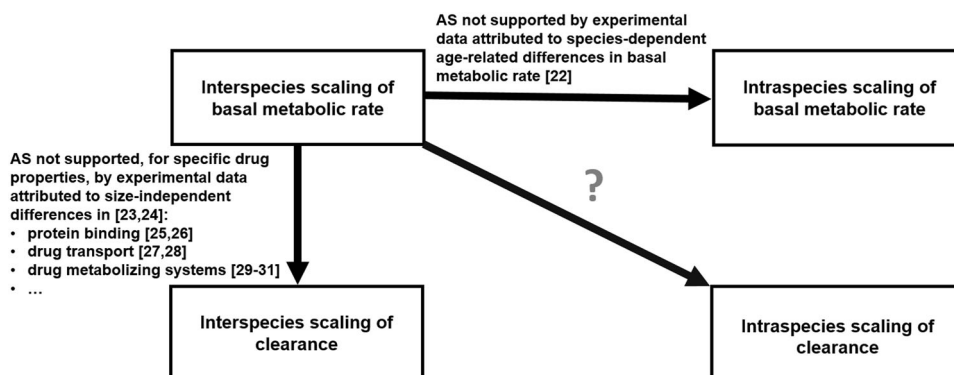 AS not supported by experimental
data attributed to species-dependent
age-related differences in basal
metabolic rate [22]
Interspecies scaling of
basal metabolic rate
Intraspecies scaling of
basal metabolic rate
AS not supported, for specific drug
properties, by experimental data
attributed to size-independent
differences in [23,24]:
• protein binding [25,26]
• drug transport [27,28]
• drug metabolizing systems [29-31]
• ...
?
Interspecies scaling of
clearance
Intraspecies scaling of
clearance